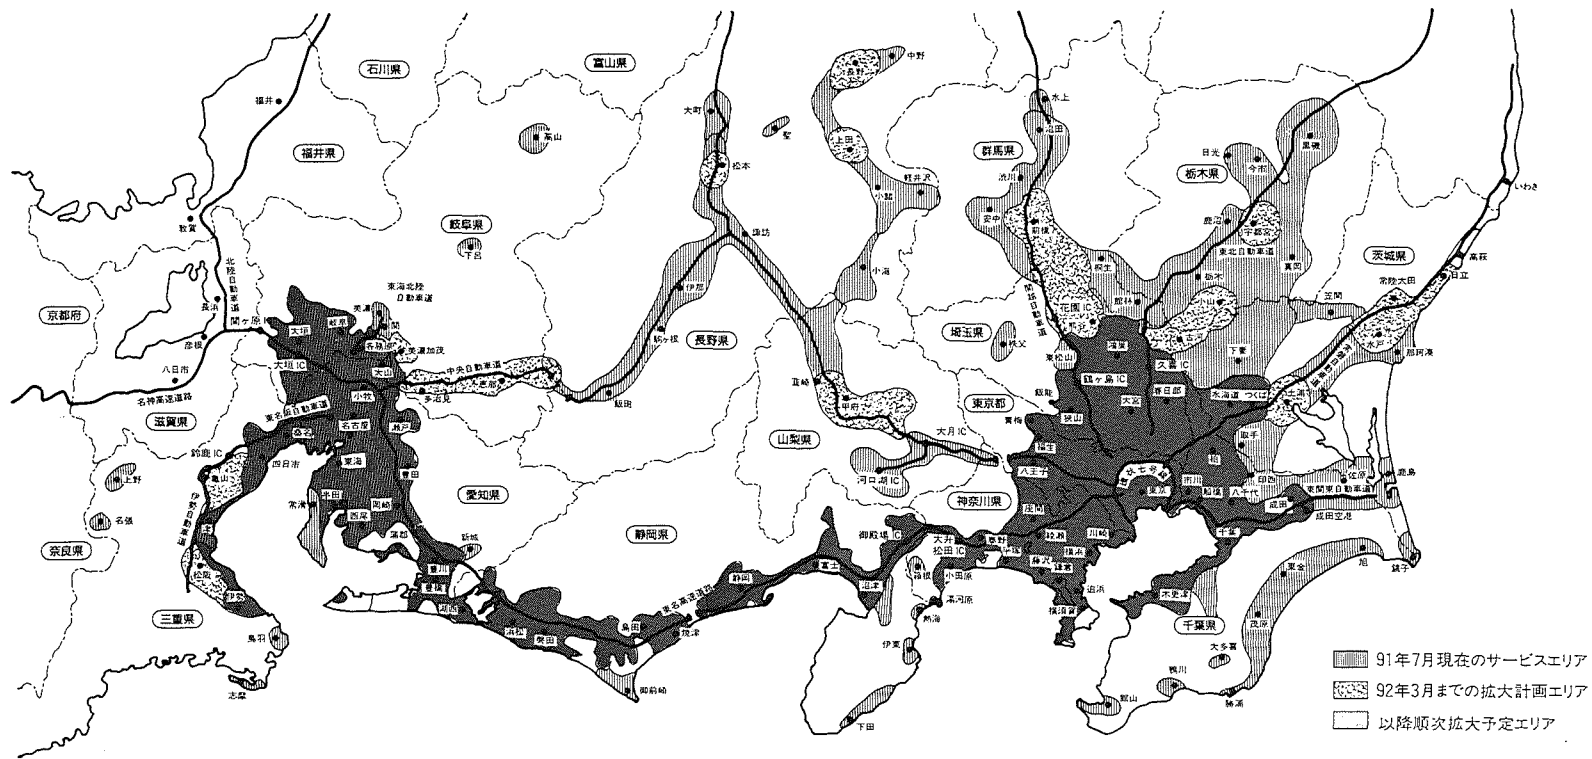 石川県
富山県
福井県
岐阜県
京都府
滋賀県
奈良県
三重県
愛知県
静岡県
長野県
山梨県
群馬県
栃木県
茨城県
埼玉県
東京都
神奈川県
千葉県
福井
敦賀
北陸自動車道
長浜
彦根
八日市
名神高速道路
関ヶ原IC
大垣
岐阜
美濃
関
東海北陸
自動車道
各務原
美濃加茂
大垣IC
犬山
小牧
多治見
恵那
中央自動車道
高山
下呂
東名阪自動車道
桑名
名古屋
瀬戸
鈴鹿IC
四日市
東海
豊田
亀山
上野
名張
伊勢自動車道
津
松阪
伊勢
鳥羽
志摩
常滑
半田
西尾
岡崎
蒲郡
新城
豊川
豊橋
湖西
浜松
磐田
島田
焼津
静岡
東名高速道路
御前崎
富士
沼津
御殿場IC
大井
松田IC
秦野
小田原
箱根
湯河原
熱海
伊東
下田
大町
松本
聖
諏訪
伊那
駒ヶ根
飯田
中野
長野
上田
小諸
軽井沢
小海
韮崎
甲府
大月IC
河口湖IC
水上
沼田
渋川
安中
前橋
桐生
関越自動車道
花園IC
館林
秩父
東松山
鴻巣
鶴ヶ島IC
久喜IC
春日部
大宮
飯能
狭山
青梅
福生
八王子
座間
綾瀬
平塚
藤沢
鎌倉
横浜
川崎
追浜
横須賀
東京
市川
船橋
八千代
柏
取手
印西
成田
成田空港
千葉
木更津
佐原
東関東自動車道
鹿島
銚子
旭
東金
茂原
大多喜
鴨川
勝浦
館山
日光
今市
黒磯
鹿沼
宇都宮
東北自動車道
栃木
真岡
小山
古河
下妻
水海道
つくば
土浦
笠間
常陸太田
水戸
那珂湊
日立
高萩
いわき
91年7月現在のサービスエリア
92年3月までの拡大計画エリア
以降順次拡大予定エリア